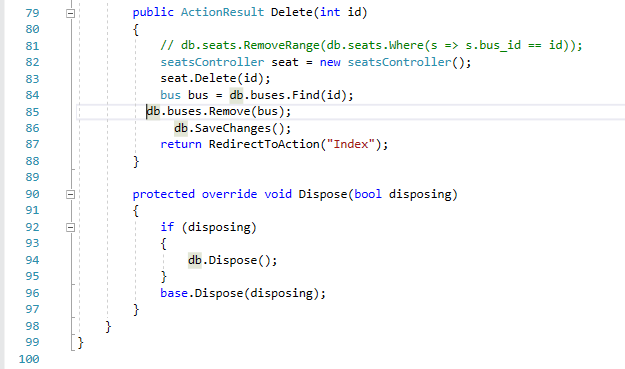 79 public ActionResult Delete(int id)
80 {
81 // db.seats.RemoveRange(db.seats.Where(s => s.bus_id == id));
82 seatsController seat = new seatsController();
83 seat.Delete(id);
84 bus bus = db.buses.Find(id);
85 db.buses.Remove(bus);
86 db.SaveChanges();
87 return RedirectToAction("Index");
88 }
89
90 protected override void Dispose(bool disposing)
91 {
92 if (disposing)
93 {
94 db.Dispose();
95 }
96 base.Dispose(disposing);
97 }
98 }
99 }
100